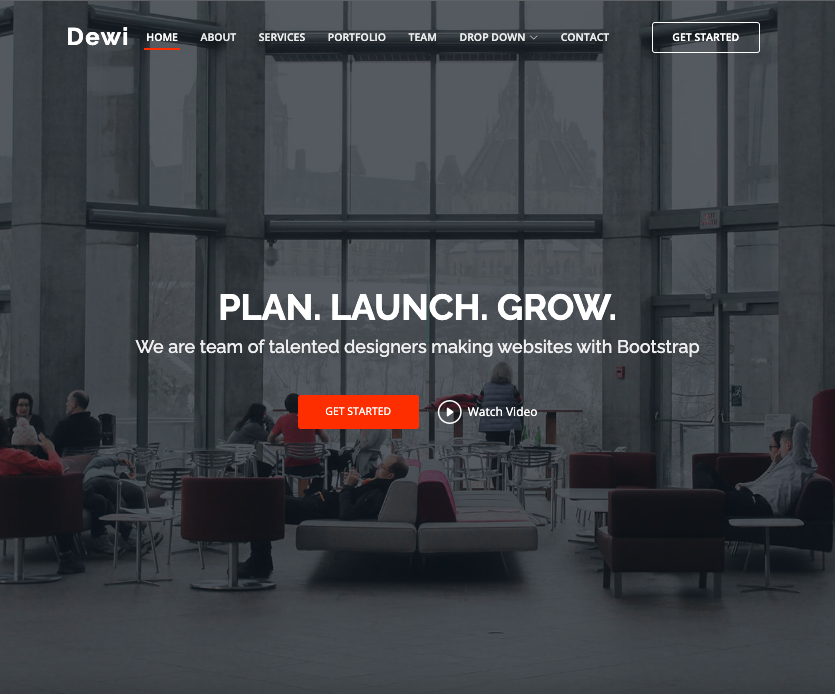 Dewi HOME ABOUT SERVICES PORTFOLIO TEAM DROP DOWN CONTACT GET STARTED
PLAN. LAUNCH. GROW.
We are team of talented designers making websites with Bootstrap
GET STARTED Watch Video